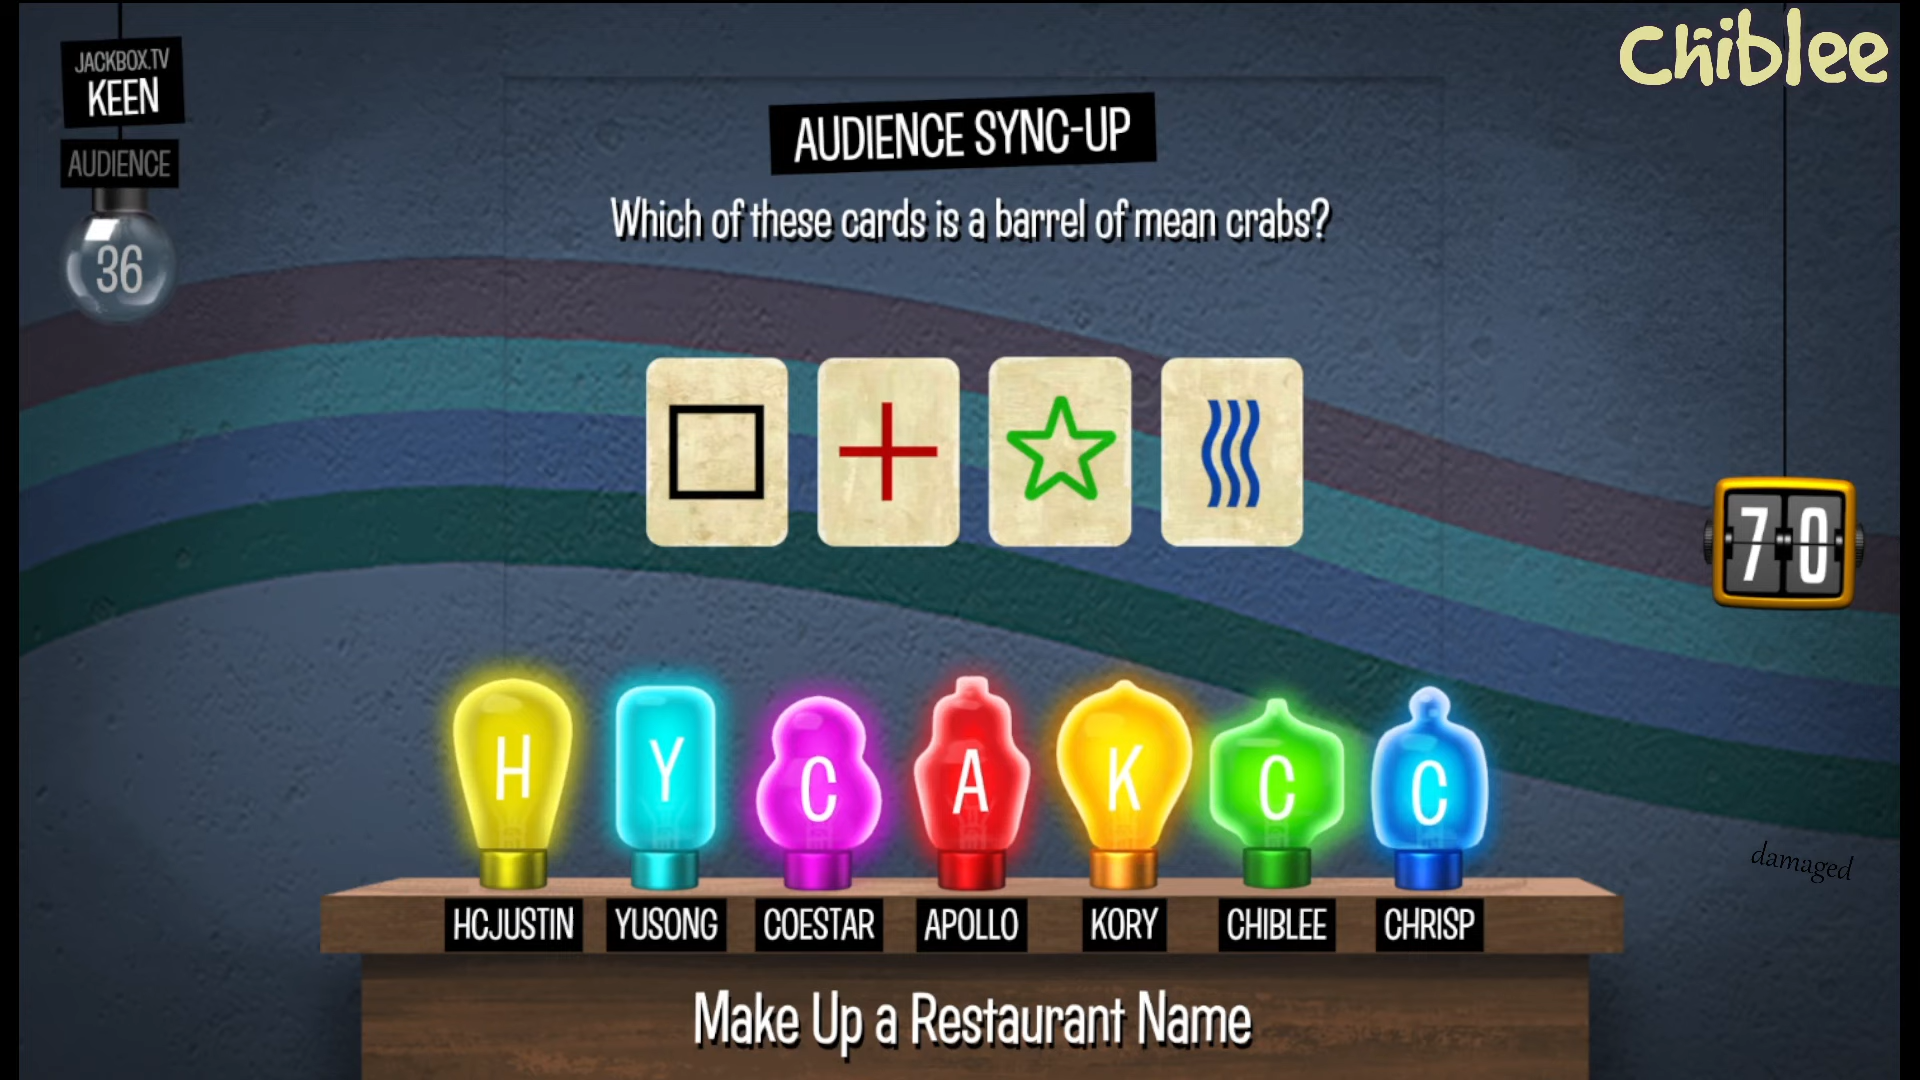 Chiblee
JACKBOX.TV
KEEN
AUDIENCE
36
AUDIENCE SYNC-UP
Which of these cards is a barrel of mean crabs?
70
H Y C A K C C
damaged
HCJUSTIN YUSONG COESTAR APOLLO KORY CHIBLEE CHRISP
Make Up a Restaurant Name